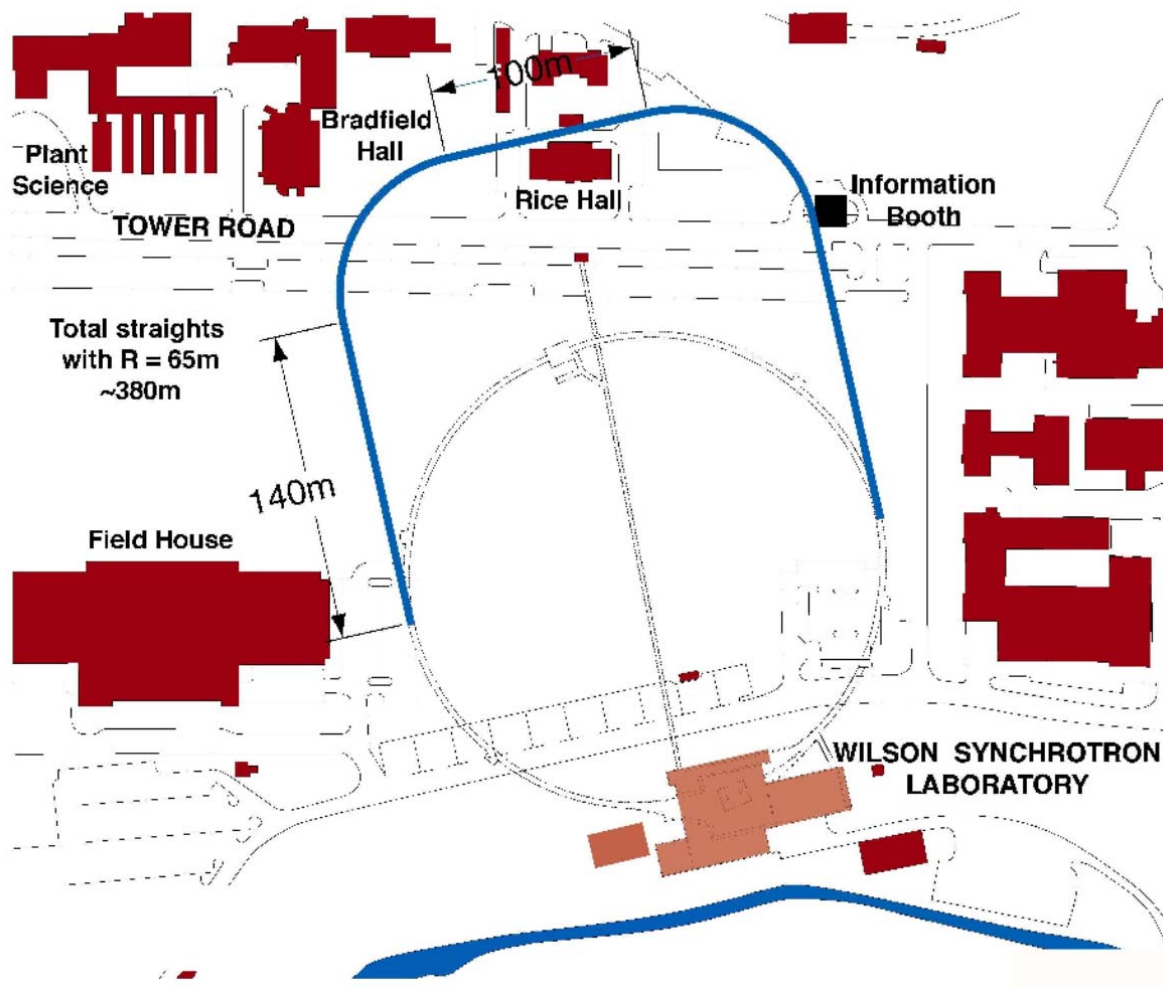 100m
Bradfield
Hall
Plant
Science
Rice Hall
Information
Booth
TOWER ROAD
Total straights
with R = 65m
~380m
140m
Field House
WILSON SYNCHROTRON
LABORATORY